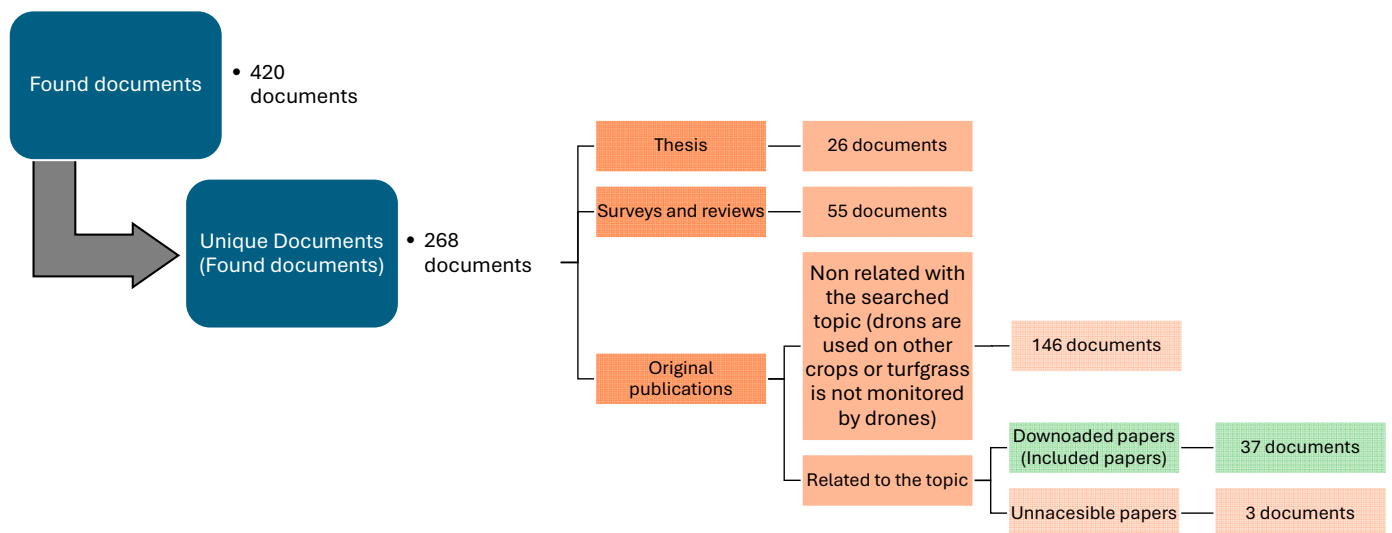 Found documents
• 420
documents
Unique Documents
(Found documents)
• 268
documents
Thesis
26 documents
Surveys and reviews
55 documents
Original
publications
Non related with
the searched
topic (drons are
used on other
crops or turfgrass
is not monitored
by drones)
146 documents
Related to the topic
Downoaded papers
(Included papers)
37 documents
Unnacesible papers
3 documents